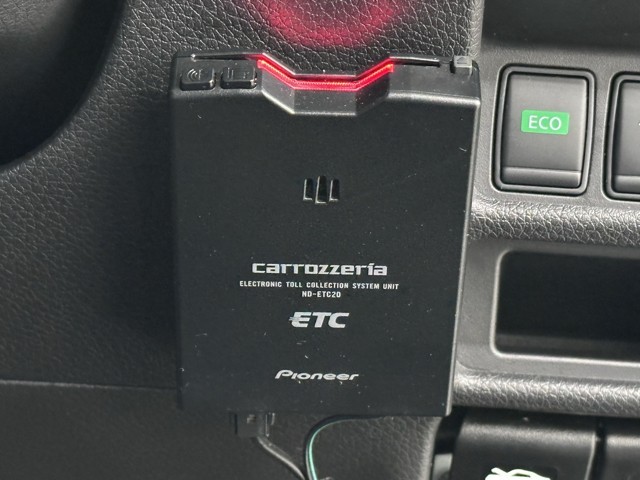 ECO
carrozzeria
ELECTRONIC TOLL COLLECTION SYSTEM UNIT
ND-ETC20
ETC
Pioneer